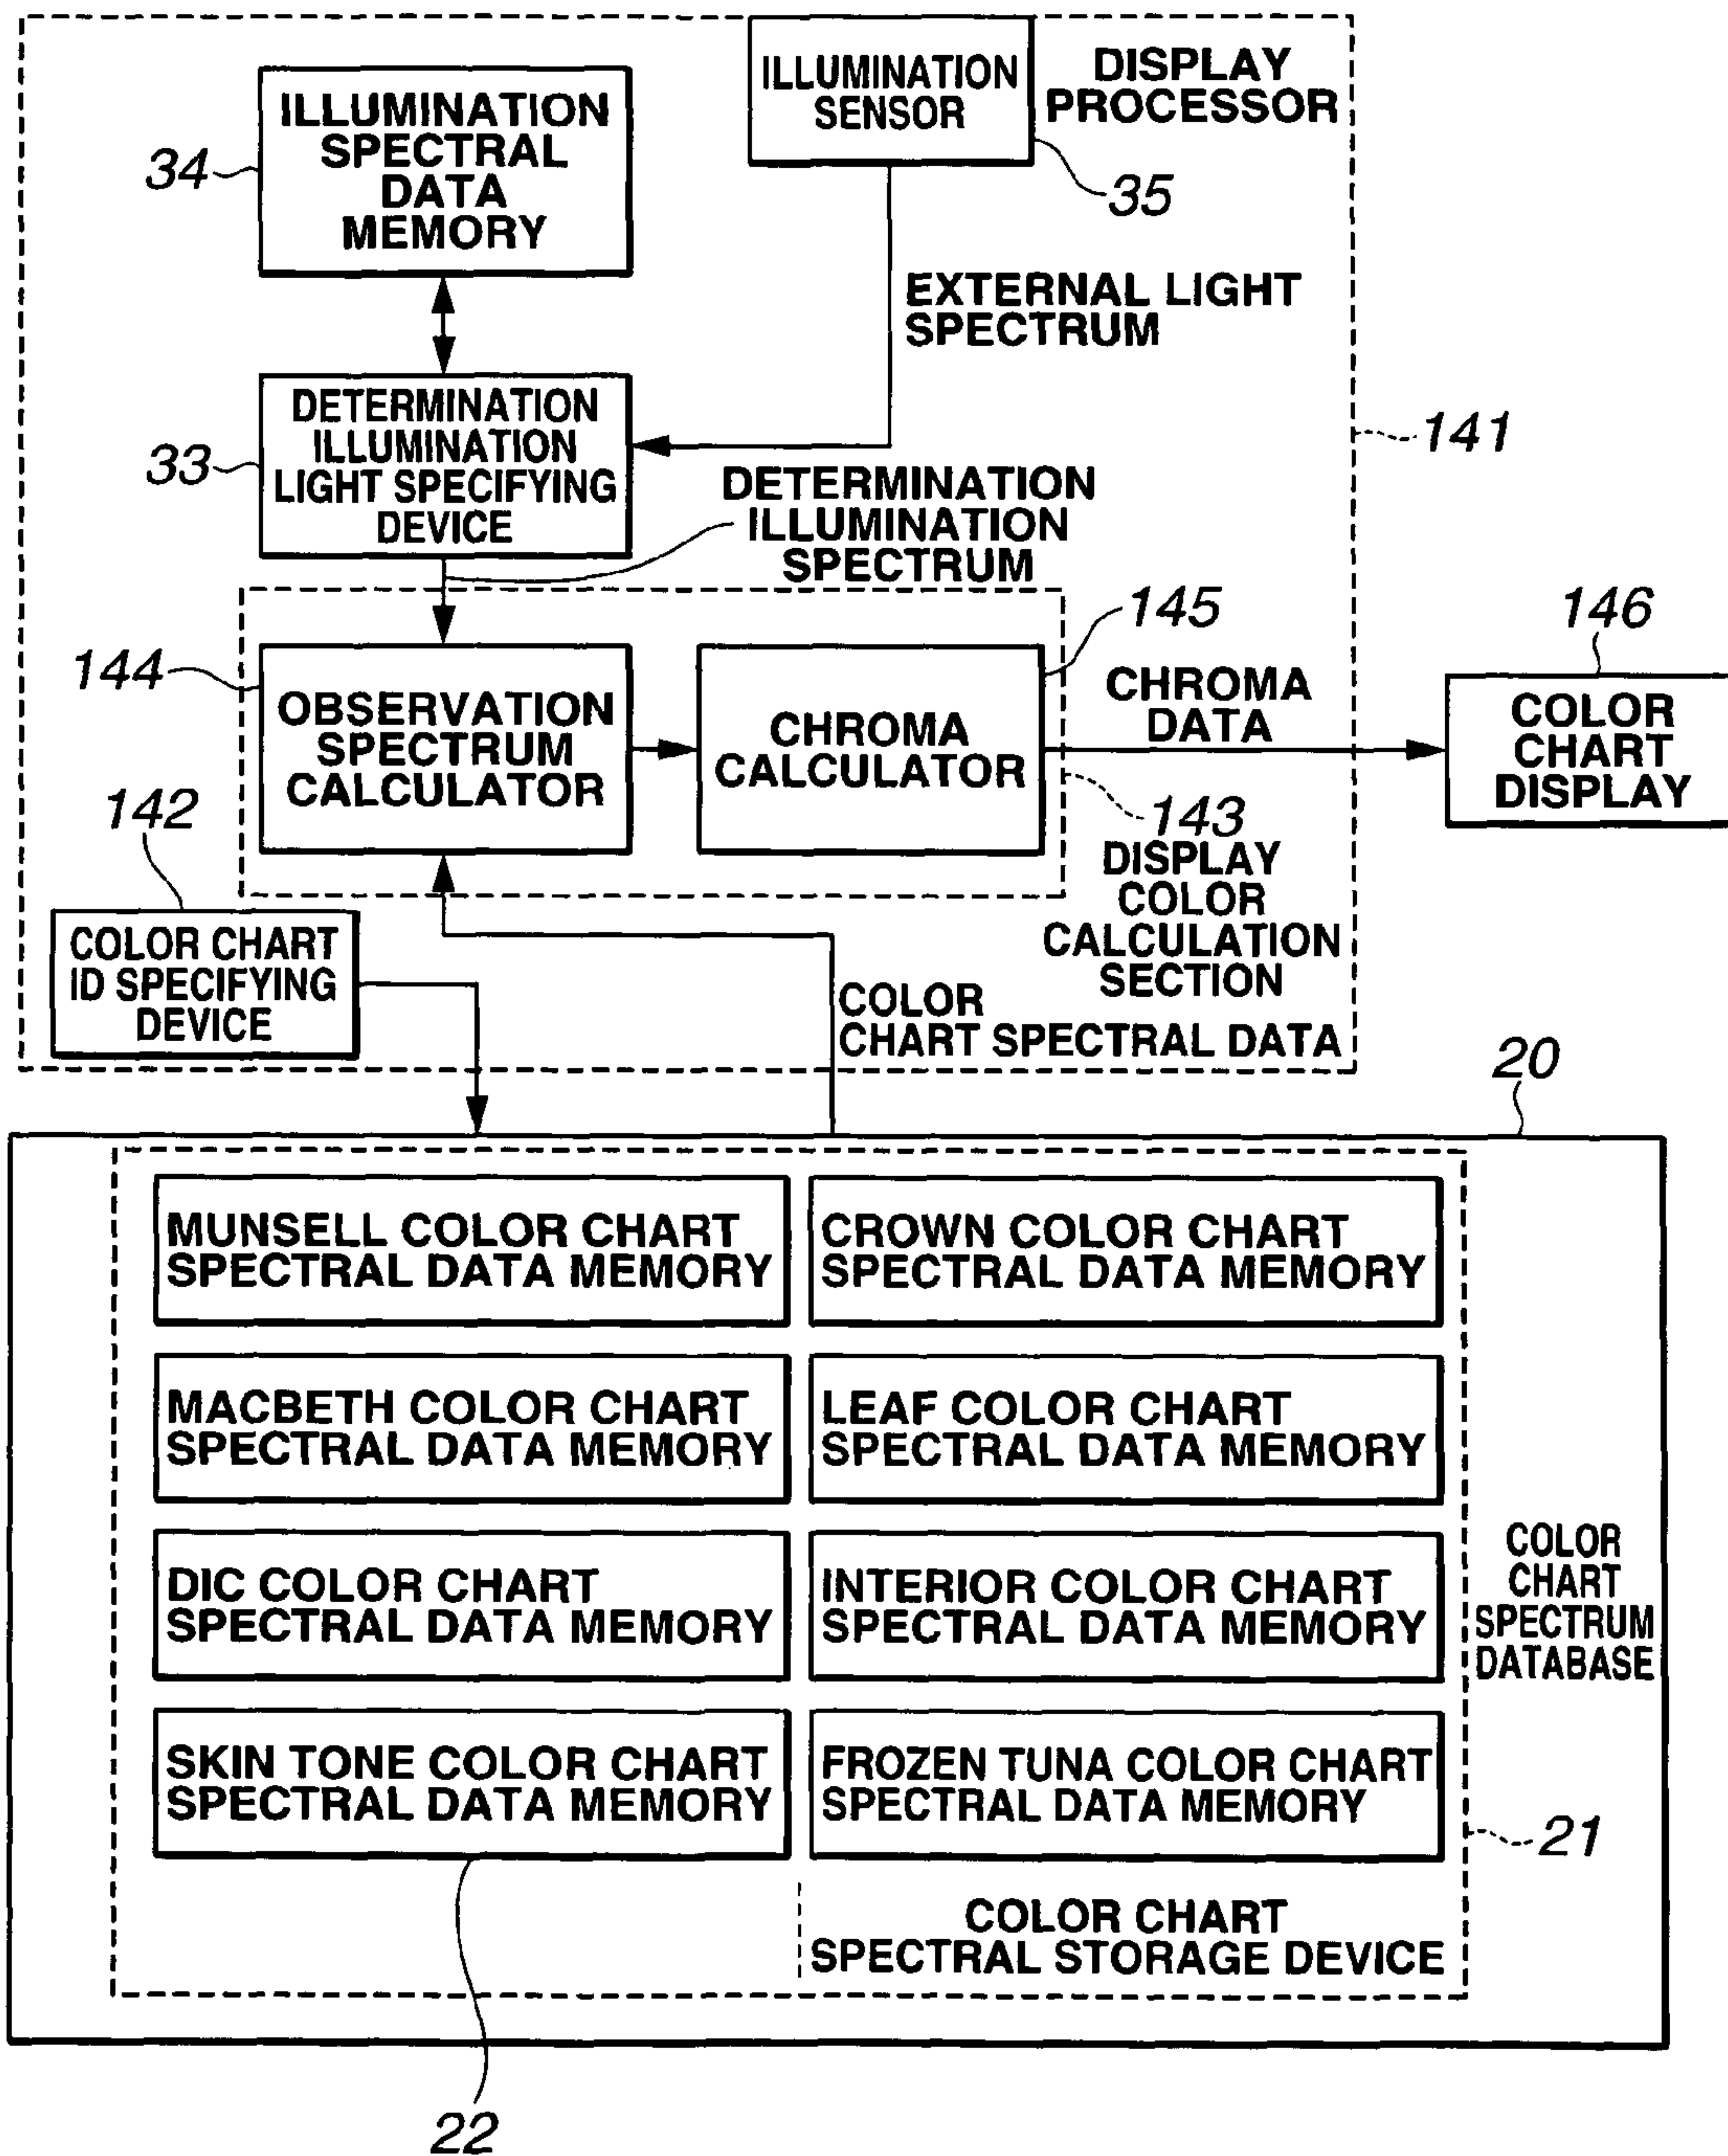 ILLUMINATION
SPECTRAL
DATA
MEMORY
34
ILLUMINATION
SENSOR
35
DISPLAY
PROCESSOR
EXTERNAL LIGHT
SPECTRUM
DETERMINATION
ILLUMINATION
LIGHT SPECIFYING
DEVICE
33
141
DETERMINATION
ILLUMINATION
SPECTRUM
144
OBSERVATION
SPECTRUM
CALCULATOR
145
CHROMA
CALCULATOR
CHROMA
DATA
146
COLOR
CHART
DISPLAY
143
DISPLAY
COLOR
CALCULATION
SECTION
142
COLOR CHART
ID SPECIFYING
DEVICE
COLOR
CHART SPECTRAL DATA
20
MUNSELL COLOR CHART
SPECTRAL DATA MEMORY
CROWN COLOR CHART
SPECTRAL DATA MEMORY
MACBETH COLOR CHART
SPECTRAL DATA MEMORY
LEAF COLOR CHART
SPECTRAL DATA MEMORY
DIC COLOR CHART
SPECTRAL DATA MEMORY
INTERIOR COLOR CHART
SPECTRAL DATA MEMORY
COLOR
CHART
SPECTRUM
DATABASE
SKIN TONE COLOR CHART
SPECTRAL DATA MEMORY
FROZEN TUNA COLOR CHART
SPECTRAL DATA MEMORY
21
COLOR CHART
SPECTRAL STORAGE DEVICE
22